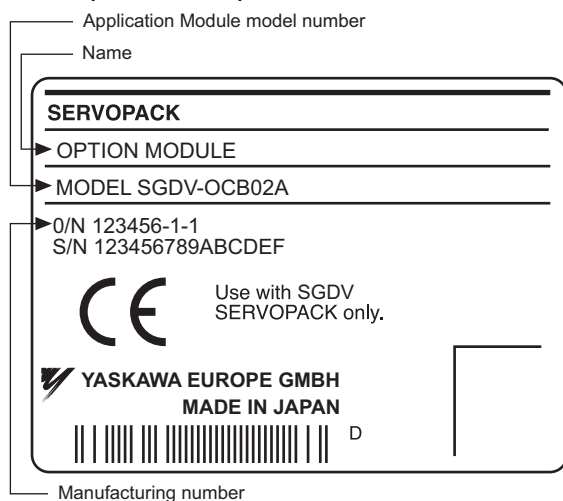 Application Module model number
Name
SERVOPACK
OPTION MODULE
MODEL SGDV-OCB02A
0/N 123456-1-1
S/N 123456789ABCDEF
CE
Use with SGDV
SERVOPACK only.
YASKAWA EUROPE GMBH
MADE IN JAPAN
D
Manufacturing number